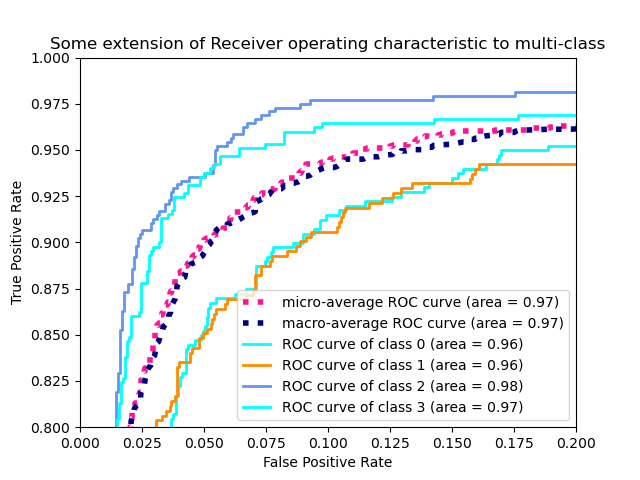 Some extension of Receiver operating characteristic to multi-class
1.000
0.975
0.950
0.925
0.900
0.875
0.850
0.825
0.800
True Positive Rate
micro-average ROC curve (area = 0.97)
macro-average ROC curve (area = 0.97)
ROC curve of class 0 (area = 0.96)
ROC curve of class 1 (area = 0.96)
ROC curve of class 2 (area = 0.98)
ROC curve of class 3 (area = 0.97)
0.000 0.025 0.050 0.075 0.100 0.125 0.150 0.175 0.200
False Positive Rate